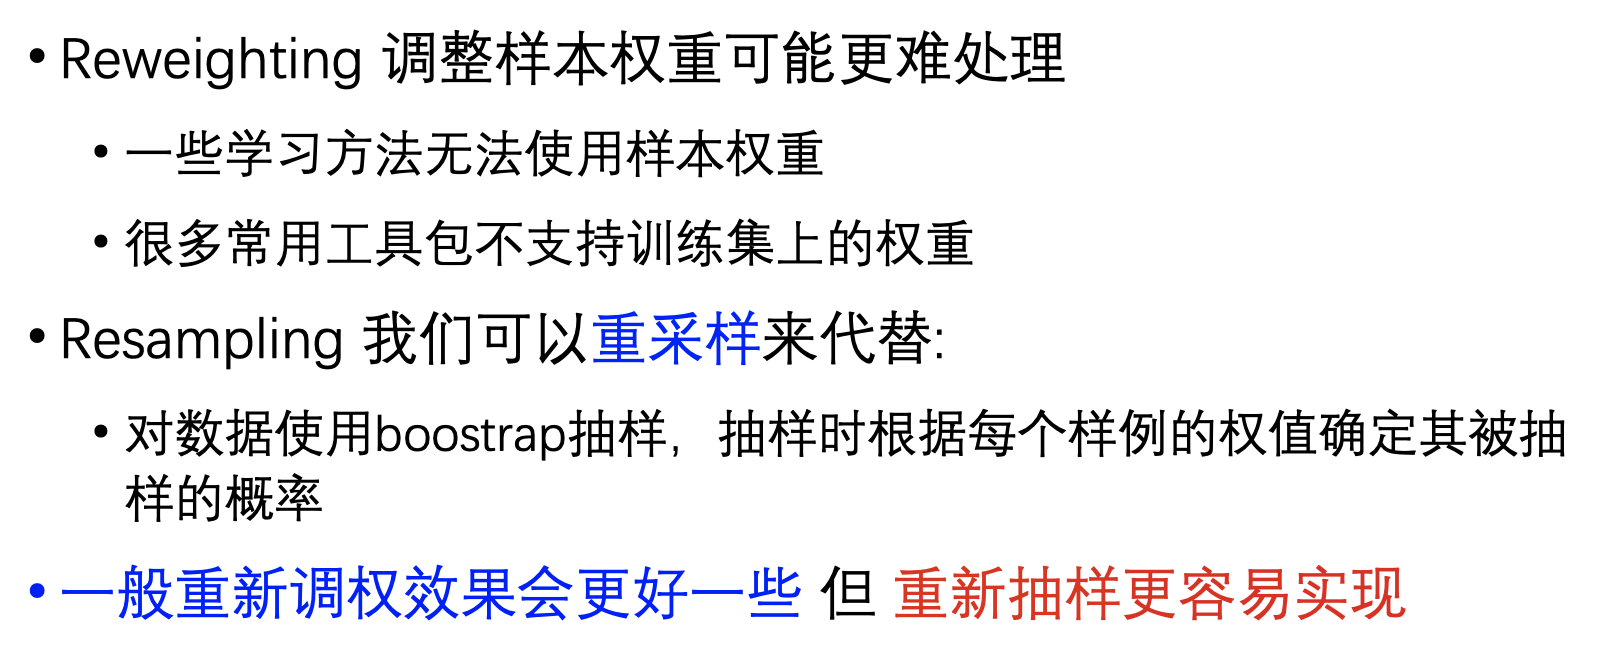 • Reweighting 调整样本权重可能更难处理
• 一些学习方法无法使用样本权重
• 很多常用工具包不支持训练集上的权重
• Resampling 我们可以重采样来代替:
• 对数据使用boostrap抽样，抽样时根据每个样例的权值确定其被抽
样的概率
• 一般重新调权效果会更好一些 但 重新抽样更容易实现